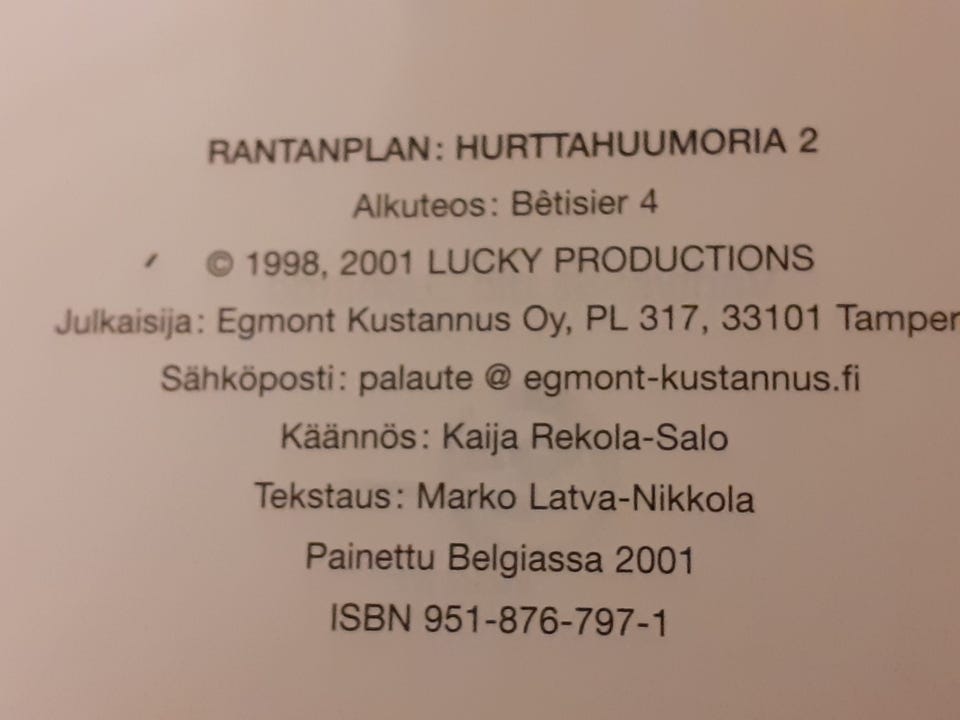 RANTANPLAN: HURTTAHUUMORIA 2
Alkuteos: Bêtisier 4
© 1998, 2001 LUCKY PRODUCTIONS
Julkaisija: Egmont Kustannus Oy, PL 317, 33101 Tamper
Sähköposti: palaute @ egmont-kustannus.fi
Käännös: Kaija Rekola-Salo
Tekstaus: Marko Latva-Nikkola
Painettu Belgiassa 2001
ISBN 951-876-797-1